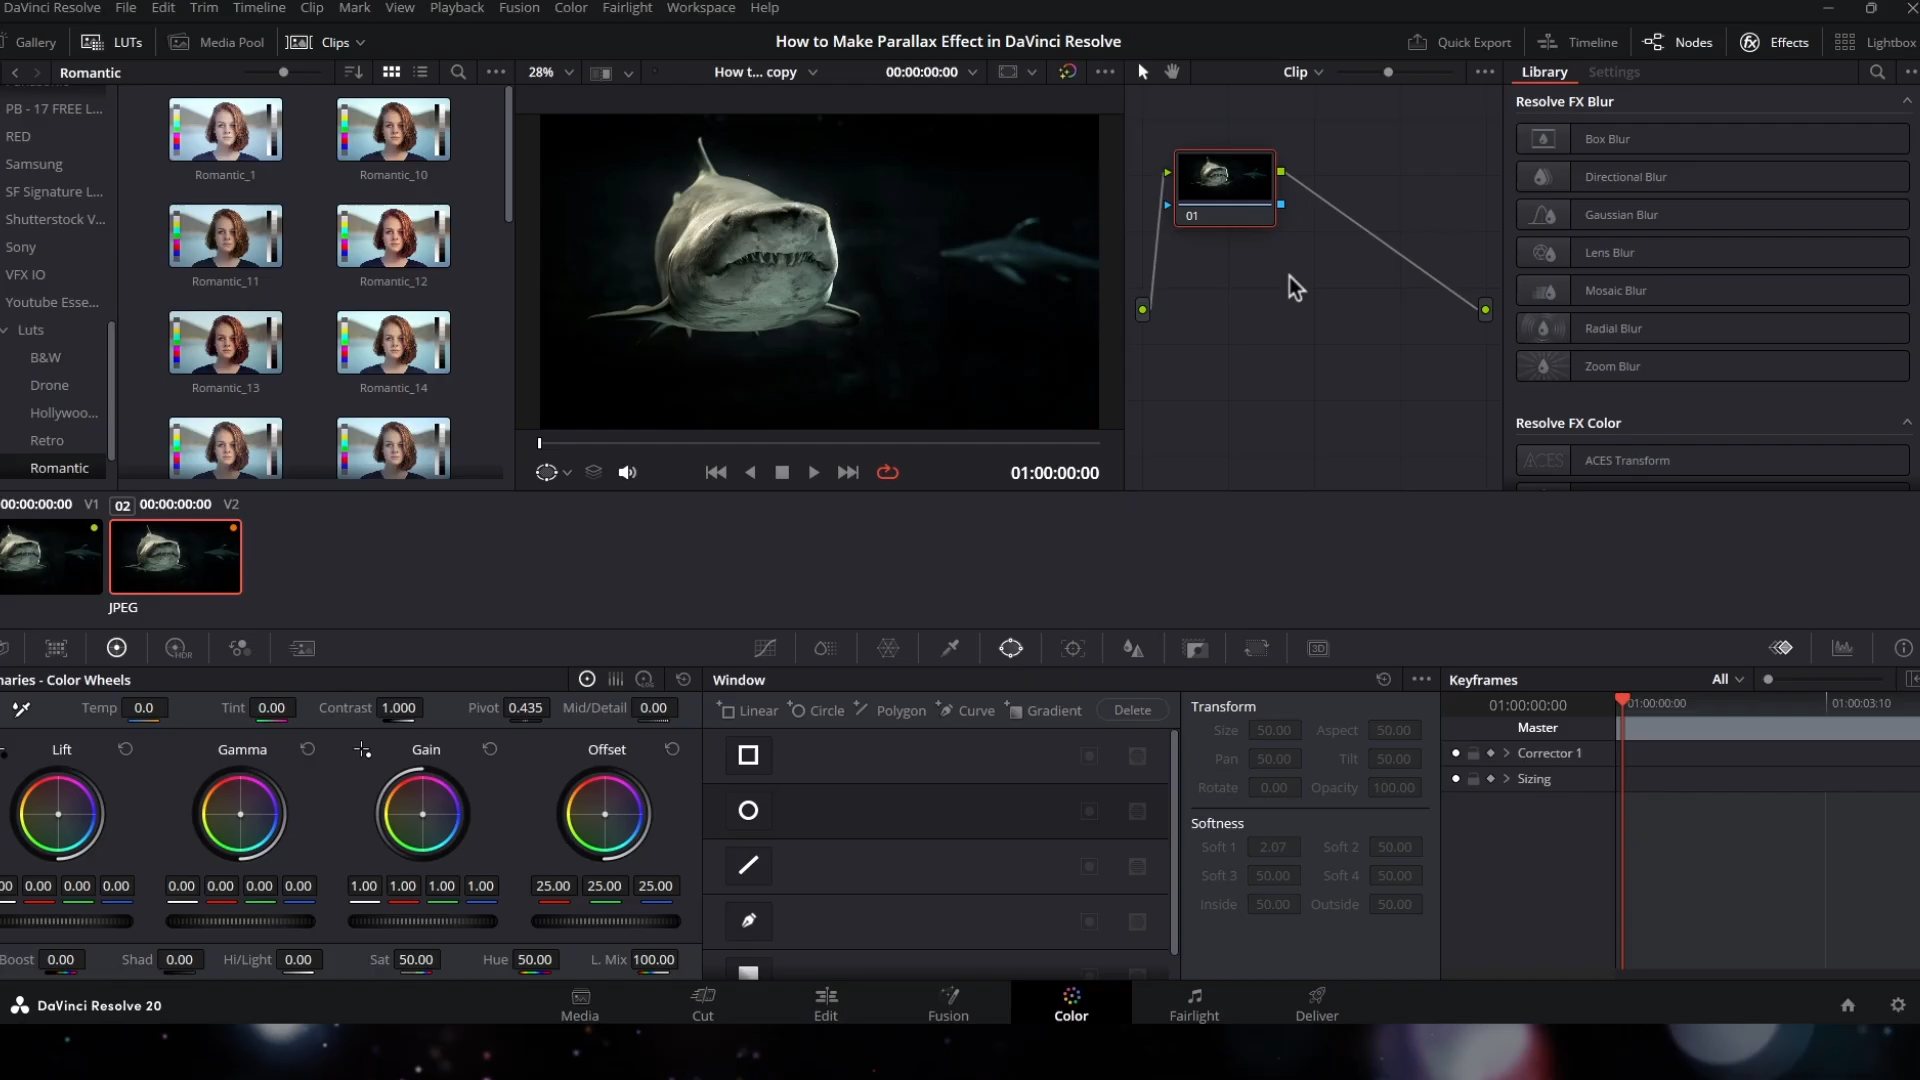 DaVinci Resolve File Edit Trim Timeline Clip Mark View Playback Fusion Color Fairlight Workspace Help
Gallery LUTs Media Pool Clips How to Make Parallax Effect in DaVinci Resolve Quick Export Timeline Nodes Effects Lightbox
Romantic 28% How t... copy 00:00:00:00 Clip Library Settings
PB - 17 FREE L...
RED
Samsung
SF Signature L...
Shutterstock V...
Sony
VFX IO
Youtube Esse...
Luts
B&W
Drone
Hollywoo...
Retro
Romantic
Romantic_1 Romantic_10
Romantic_11 Romantic_12
Romantic_13 Romantic_14
01:00:00:00
01
Resolve FX Blur
Box Blur
Directional Blur
Gaussian Blur
Lens Blur
Mosaic Blur
Radial Blur
Zoom Blur
Resolve FX Color
ACES ACES Transform
00:00:00:00 V1 02 00:00:00:00 V2
JPEG
HDR 3D
naries - Color Wheels LOG
Temp 0.0 Tint 0.00 Contrast 1.000 Pivot 0.435 Mid/Detail 0.00
Lift Gamma Gain Offset
00 0.00 0.00 0.00 0.00 0.00 0.00 0.00 1.00 1.00 1.00 1.00 25.00 25.00 25.00
Boost 0.00 Shad 0.00 Hi/Light 0.00 Sat 50.00 Hue 50.00 L. Mix 100.00
Window
Linear Circle Polygon Curve Gradient Delete
Transform
Size 50.00 Aspect 50.00
Pan 50.00 Tilt 50.00
Rotate 0.00 Opacity 100.00
Softness
Soft 1 2.07 Soft 2 50.00
Soft 3 50.00 Soft 4 50.00
Inside 50.00 Outside 50.00
Keyframes All
01:00:00:00 01:00:00:00 01:00:03:10
Master
Corrector 1
Sizing
DaVinci Resolve 20 Media Cut Edit Fusion Color Fairlight Deliver